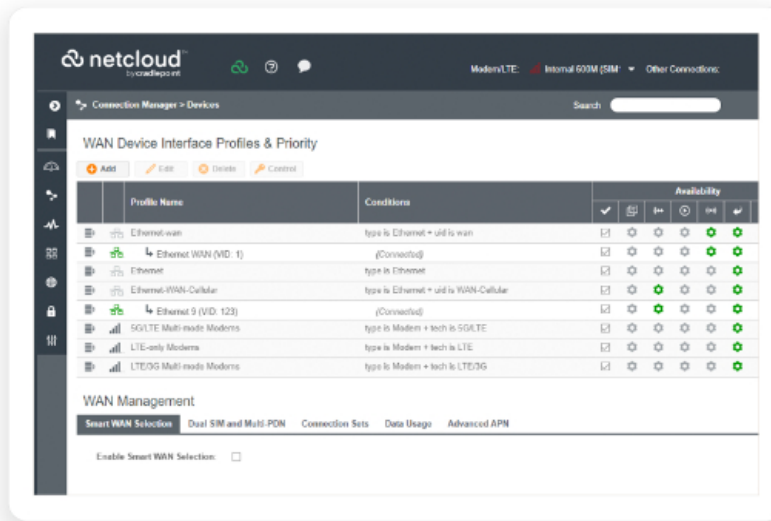 netcloud
by cradlepoint
Modem/LTE: Internal 600M (SIM1 Other Connections:
Connection Manager > Devices
Search
WAN Device Interface Profiles & Priority
Add Edit Delete Control
Availability
Profile Name Conditions
Ethernet-wan type is Ethernet + uid is wan
Ethernet WAN (VID: 1) (Connected)
Ethernet type is Ethernet
Ethernet-WAN-Cellular type is Ethernet + uid is WAN-Cellular
Ethernet 9 (VID: 123) (Connected)
5G/LTE Multi-mode Modems type is Modem + tech is 5G/LTE
LTE-only Modems type is Modem + tech is LTE
LTE/3G Multi-mode Modems type is Modem + tech is LTE/3G
WAN Management
Smart WAN Selection Dual SIM and Multi-PDN Connection Sets Data Usage Advanced APN
Enable Smart WAN Selection: